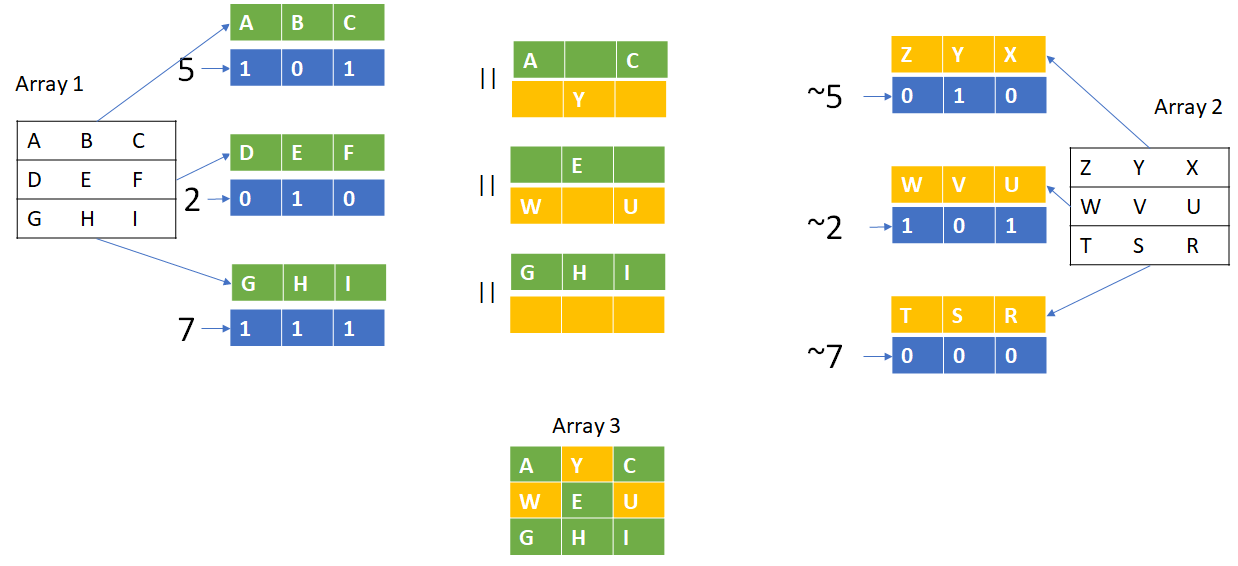 Array 1
A B C
D E F
G H I
A B C
5
1 0 1
D E F
2
0 1 0
G H I
7
1 1 1
||
A C
Y
||
E
W U
||
G H I
Z Y X
~5
0 1 0
W V U
~2
1 0 1
T S R
~7
0 0 0
Array 2
Z Y X
W V U
T S R
Array 3
A Y C
W E U
G H I